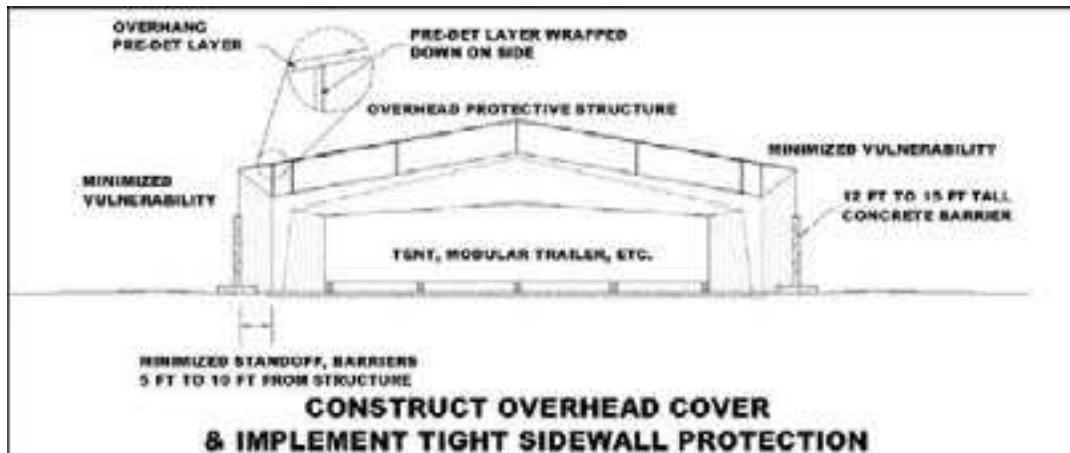 OVERHANG
PRE-DET LAYER
PRE-DET LAYER WRAPPED
DOWN ON SIDE
OVERHEAD PROTECTIVE STRUCTURE
MINIMIZED VULNERABILITY
MINIMIZED
VULNERABILITY
12 FT TO 15 FT TALL
CONCRETE BARRIER
TENT, MODULAR TRAILER, ETC.
MINIMIZED STANDOFF, BARRIERS
5 FT TO 10 FT FROM STRUCTURE
CONSTRUCT OVERHEAD COVER
& IMPLEMENT TIGHT SIDEWALL PROTECTION